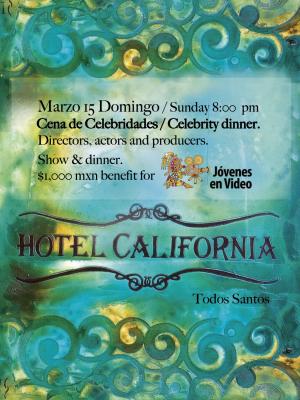 Marzo 15 Domingo / Sunday 8:00 pm
Cena de Celebridades / Celebrity dinner.
Directors, actors and producers.
Show & dinner.
$1,000 mxn benefit for
Jóvenes
en Video
HOTEL CALIFORNIA
Todos Santos